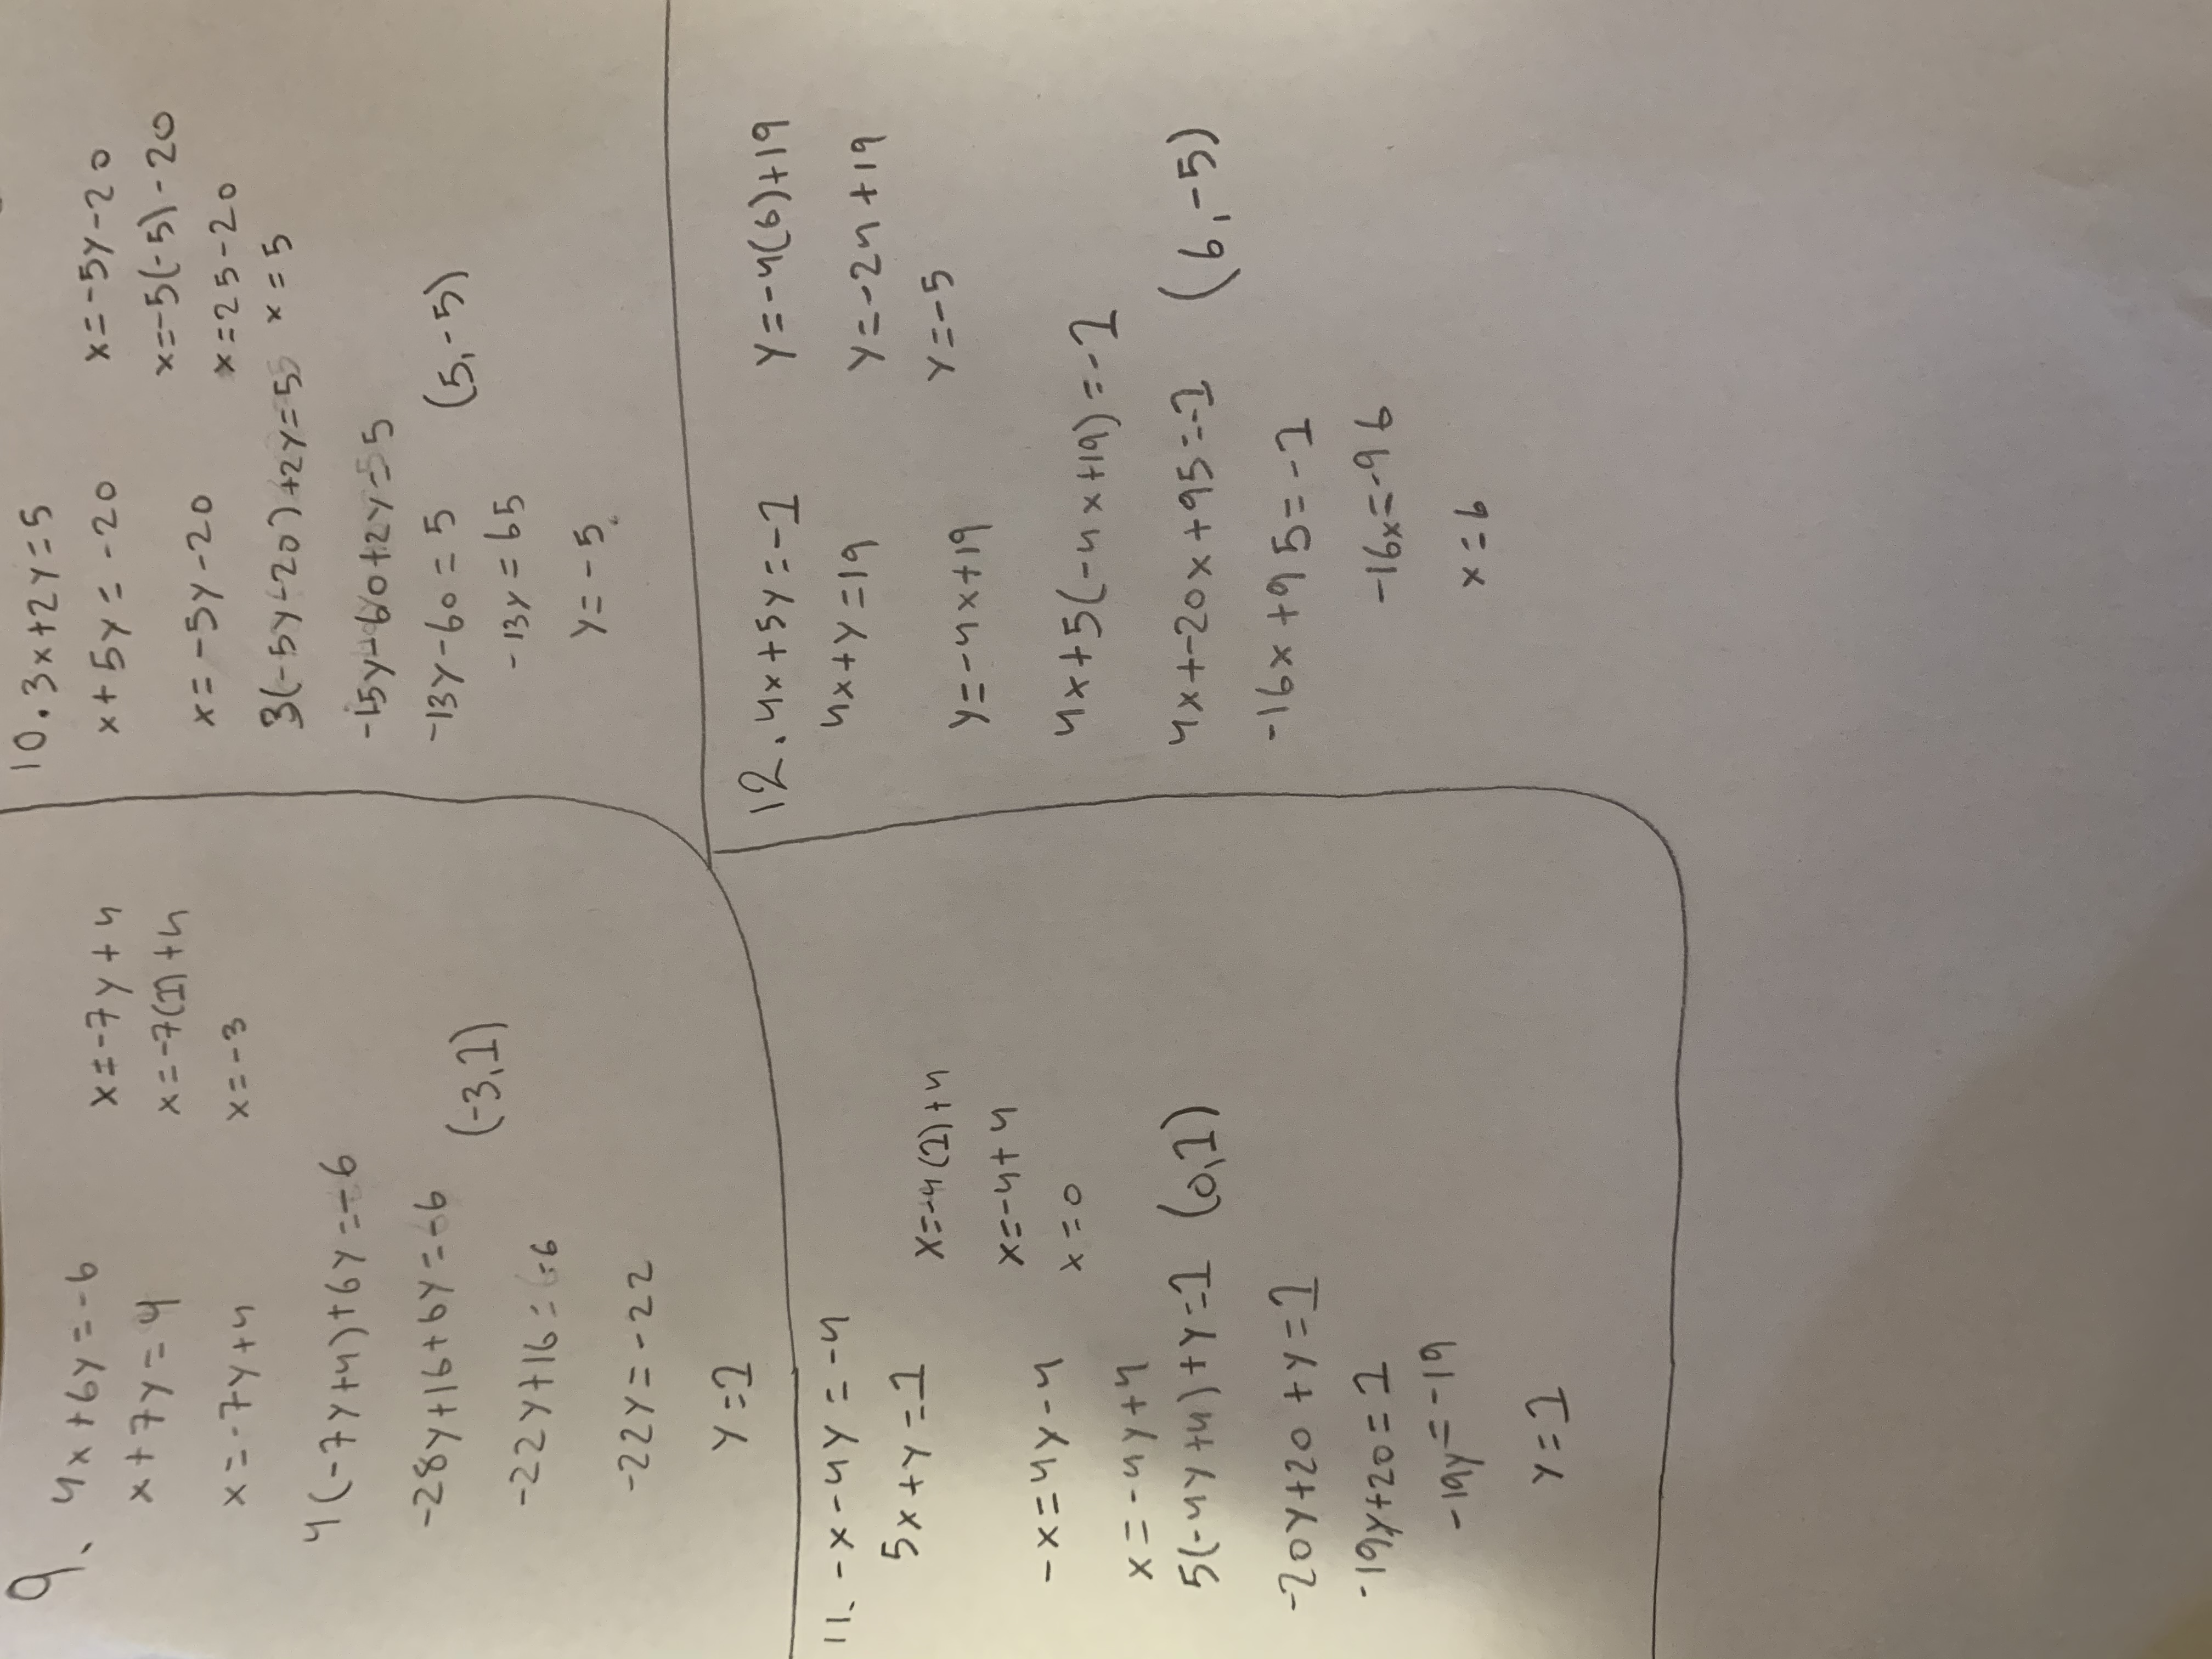 9. 4x+6y=-6
x+7y=4
x=-7y+4
4(-7y+4)+6y=-6
-28y+16+6y=-6
-22y+16=-6
-22y=-22
y=1
x=-7y+4
x=-7(1)+4
x=-3
(-3,1)
10. 3x+2y=5
x+5y=-20
x=-5y-20
3(-5y-20)+2y=5
-15y-60+2y=5
-13y-60=5
-13y=65
y=-5
x=-5y-20
x=-5(-5)-20
x=25-20
x=5
(5,-5)
11. -x-4y=-4
5x+y=1
-x=4y-4
x=-4y+4
5(-4y+4)+y=1
-20y+20+y=1
-19y+20=1
-19y=-19
y=1
x=-4(1)+4
x=-4+4
x=0
(0,1)
12. 4x+5y=-1
4x+y=19
y=-4x+19
4x+5(-4x+19)=-1
4x+-20x+95=-1
-16x+95=-1
-16x=-96
x=6
y=-4(6)+19
y=-24+19
y=-5
(6,-5)